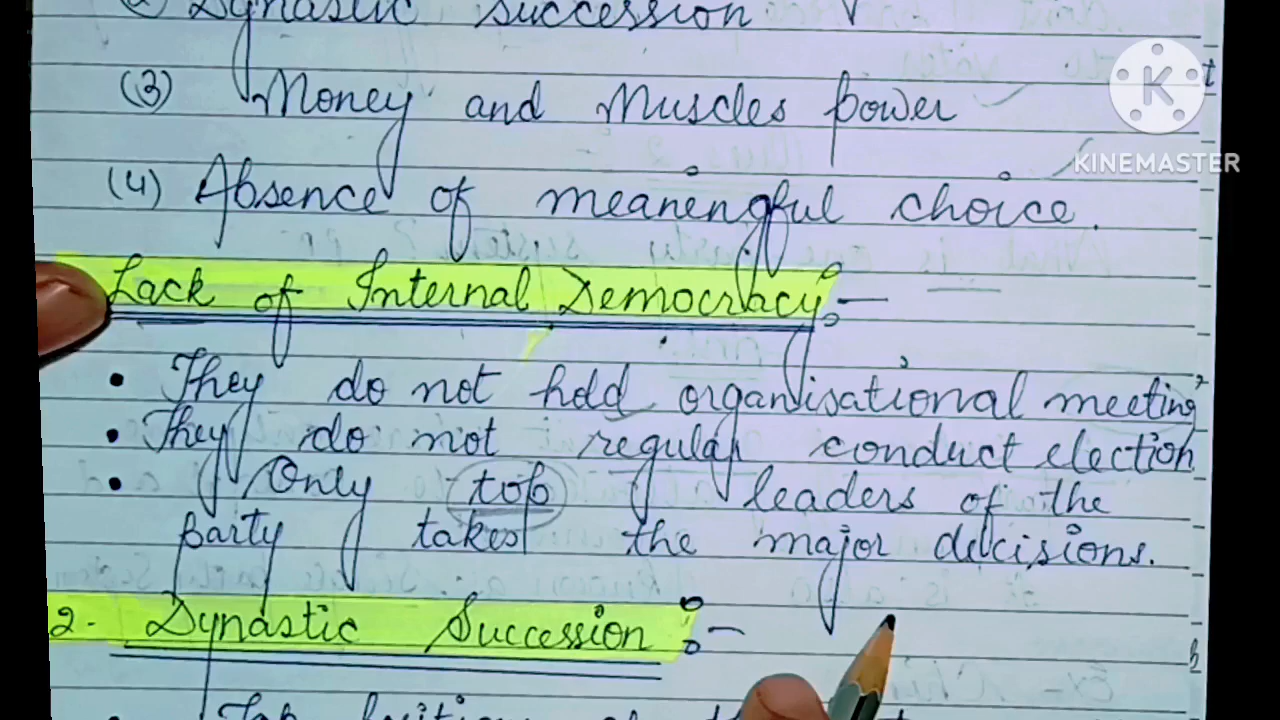 Dynastic Succession
(3) Money and Muscles power
(4) Absence of meaningful choice.
KINEMASTER
Lack of Internal Democracy:-
• They do not hold organisational meeting
• They do not regular conduct election
• Only top leaders of the
party takes the major decisions.
2. Dynastic Succession :-